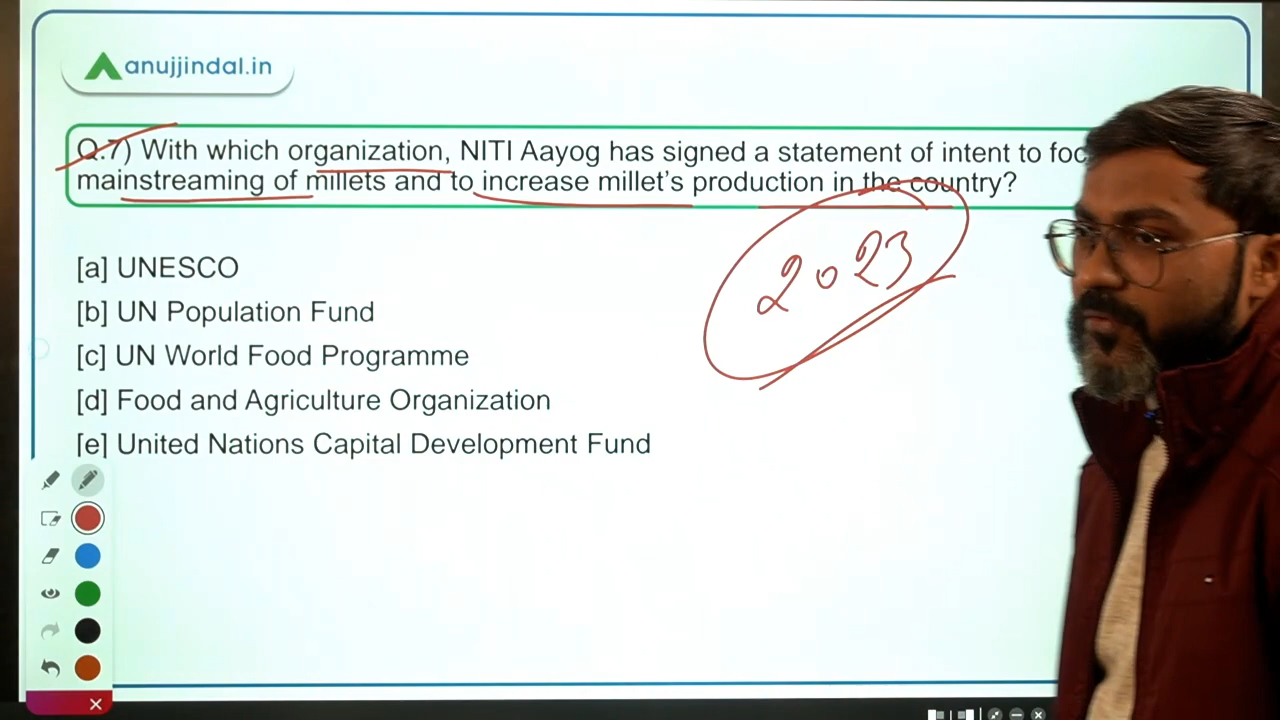 anujjindal.in
Q.7) With which organization, NITI Aayog has signed a statement of intent to foc
mainstreaming of millets and to increase millet's production in the country?
2023
[a] UNESCO
[b] UN Population Fund
[c] UN World Food Programme
[d] Food and Agriculture Organization
[e] United Nations Capital Development Fund